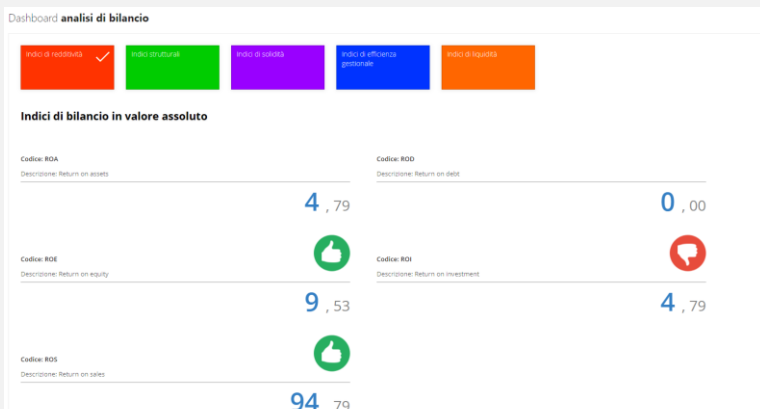 Dashboard analisi di bilancio
Indici di redditività
Indici strutturali
Indici di solidità
Indici di efficienza
gestionale
Indici di liquidità
Indici di bilancio in valore assoluto
Codice: ROA
Descrizione: Return on assets
4 , 79
Codice: ROD
Descrizione: Return on debt
0 , 00
Codice: ROE
Descrizione: Return on equity
9 , 53
Codice: ROI
Descrizione: Return on investment
4 , 79
Codice: ROS
Descrizione: Return on sales
94 , 79